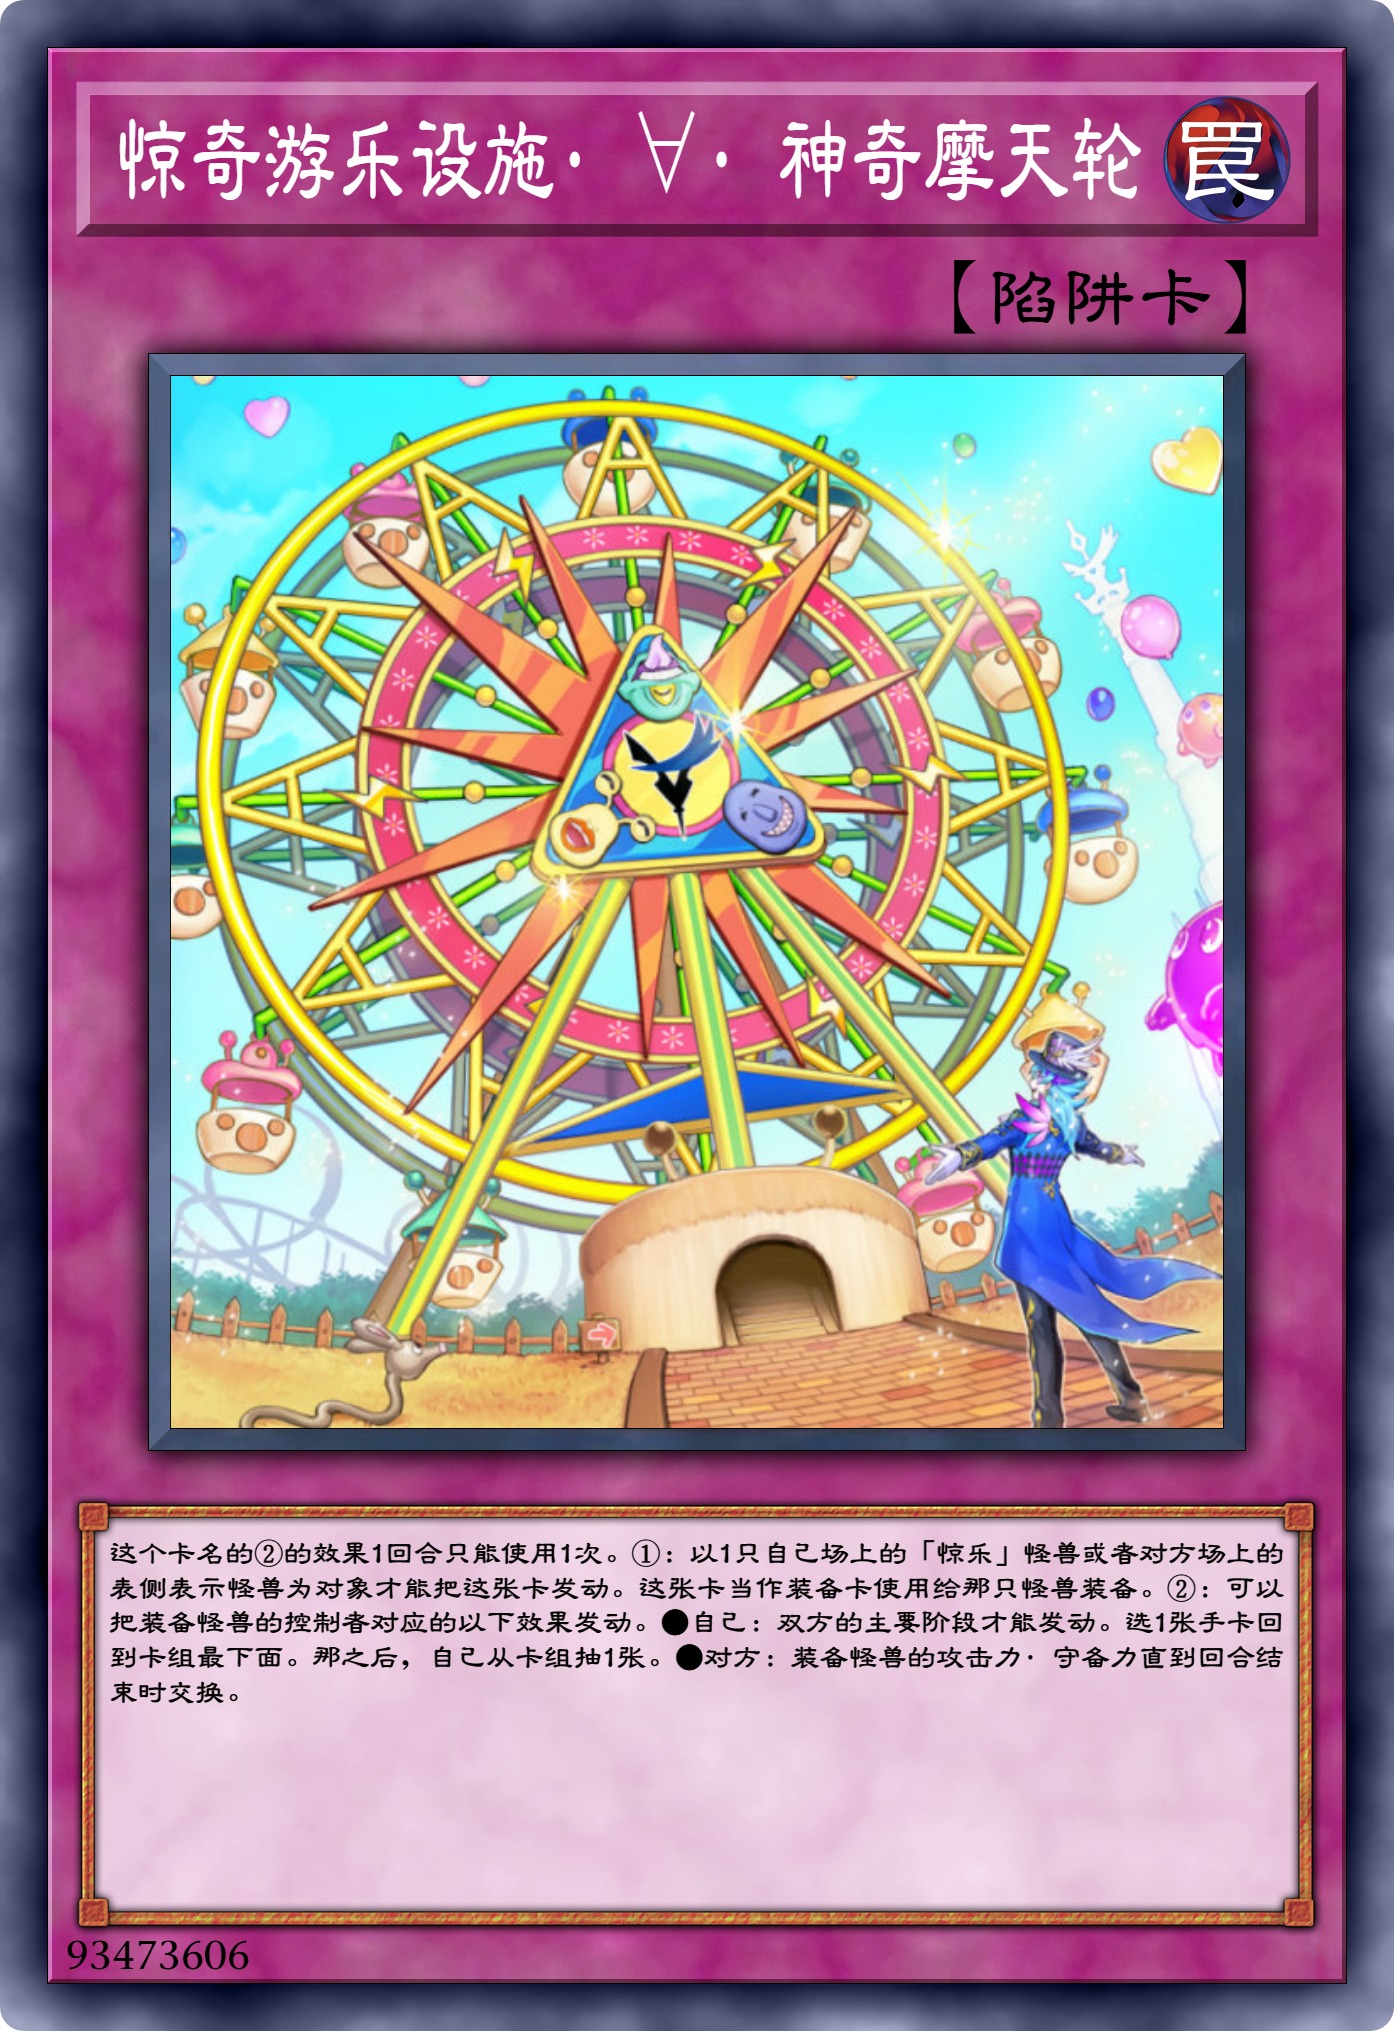 惊奇游乐设施·∀·神奇摩天轮
罠
【陷阱卡】
这个卡名的②的效果1回合只能使用1次。①：以1只自己场上的「惊乐」怪兽或者对方场上的
表侧表示怪兽为对象才能把这张卡发动。这张卡当作装备卡使用给那只怪兽装备。②：可以
把装备怪兽的控制者对应的以下效果发动。●自己：双方的主要阶段才能发动。选1张手卡回
到卡组最下面。那之后，自己从卡组抽1张。●对方：装备怪兽的攻击力·守备力直到回合结
束时交换。
93473606